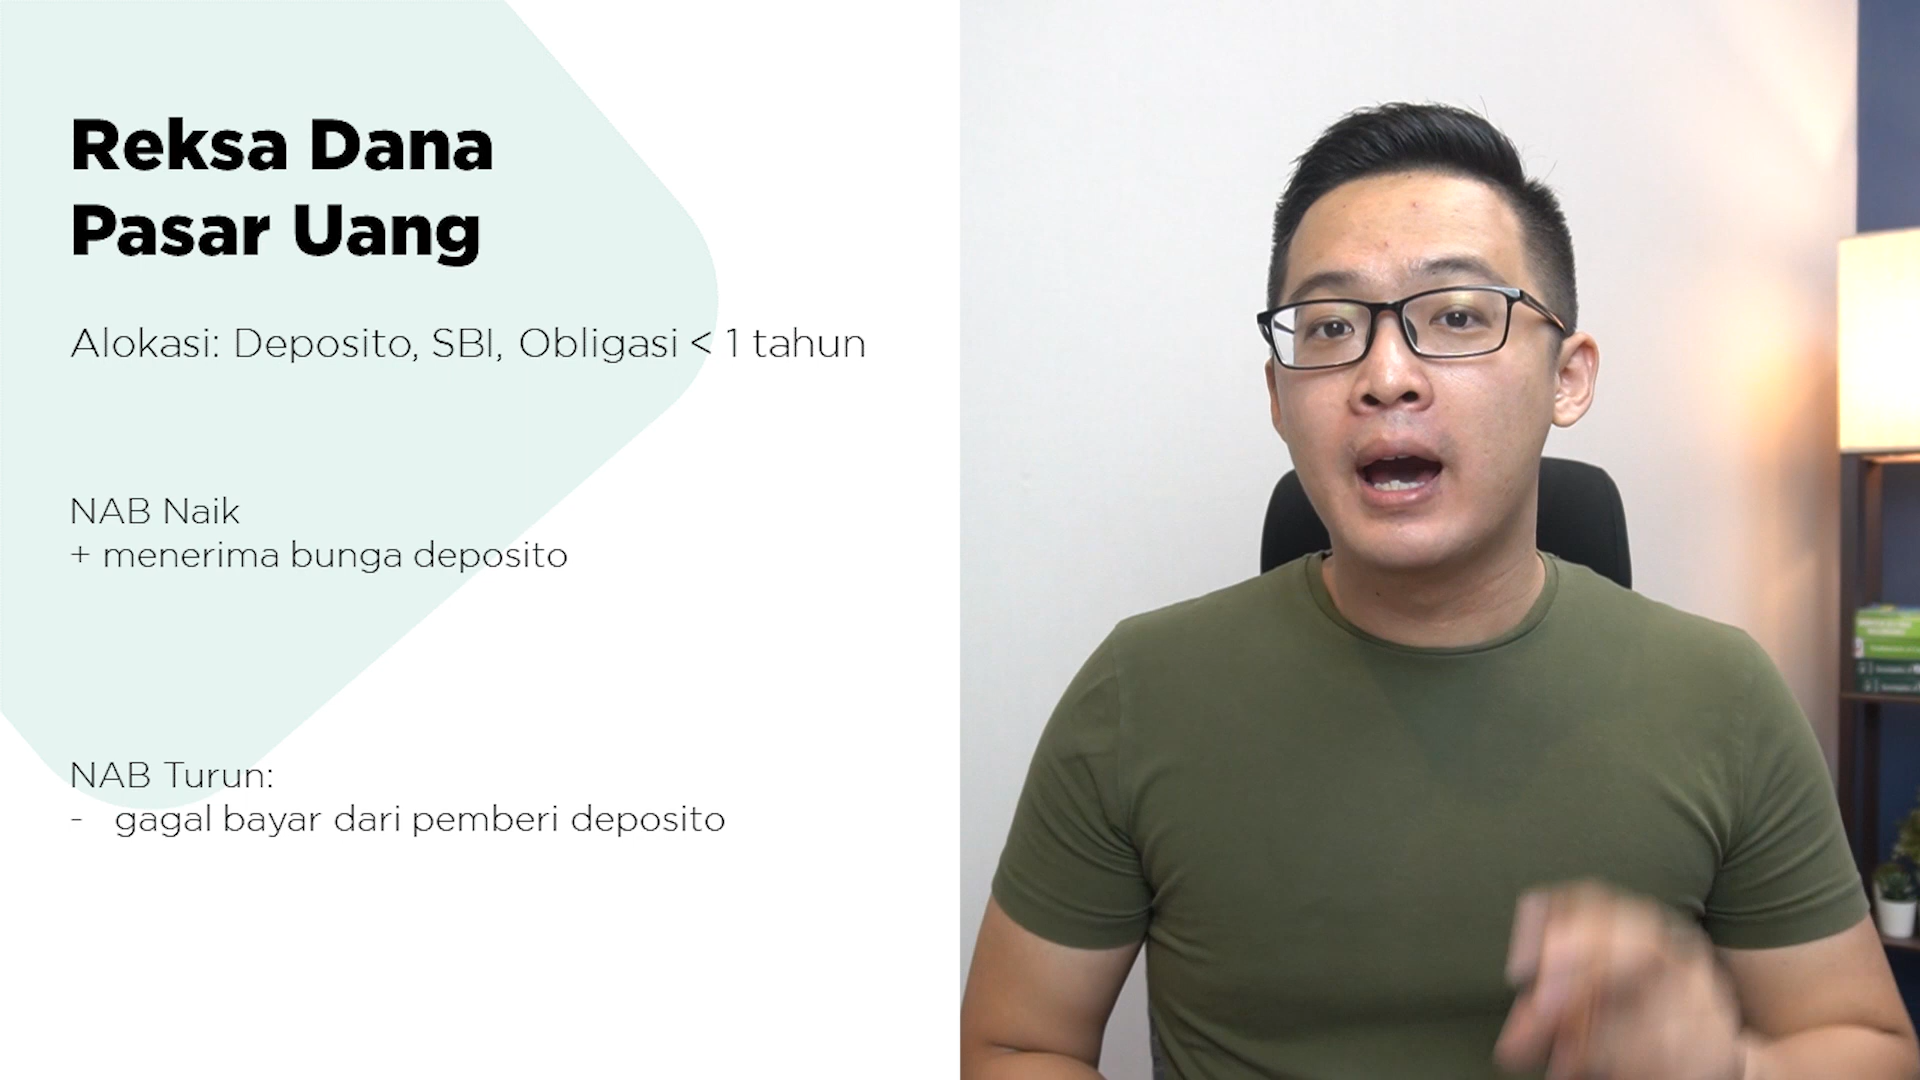 Reksa Dana
Pasar Uang
Alokasi: Deposito, SBI, Obligasi < 1 tahun
NAB Naik
+ menerima bunga deposito
NAB Turun:
- gagal bayar dari pemberi deposito